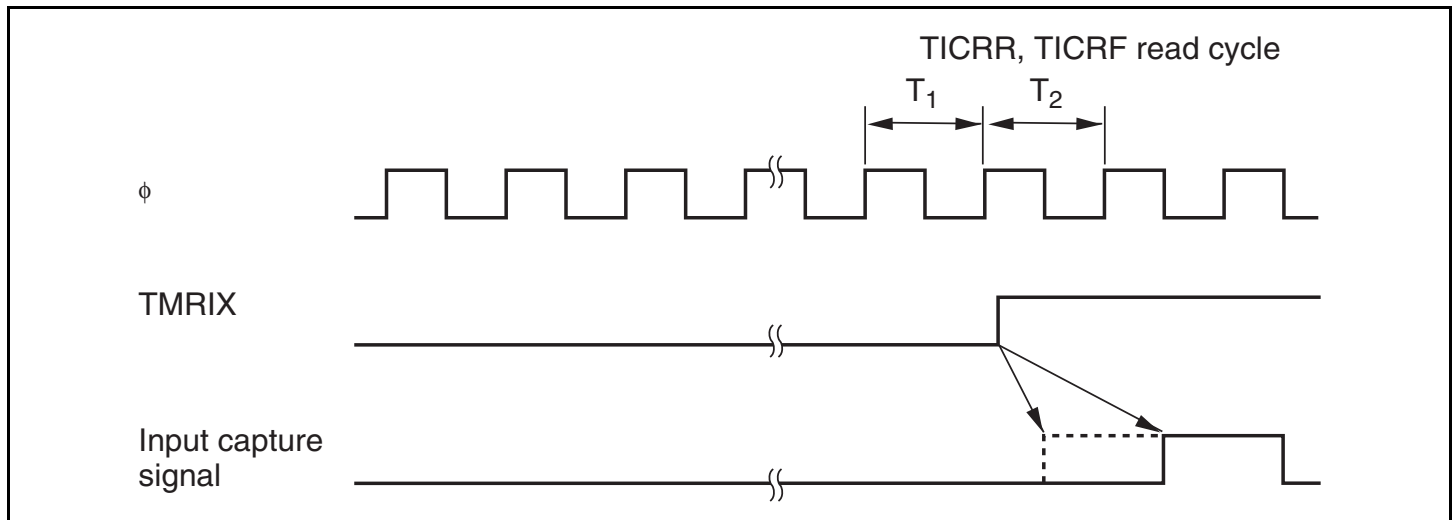 TICRR, TICRF read cycle
T₁ T₂
ϕ
TMRIX
Input capture
signal